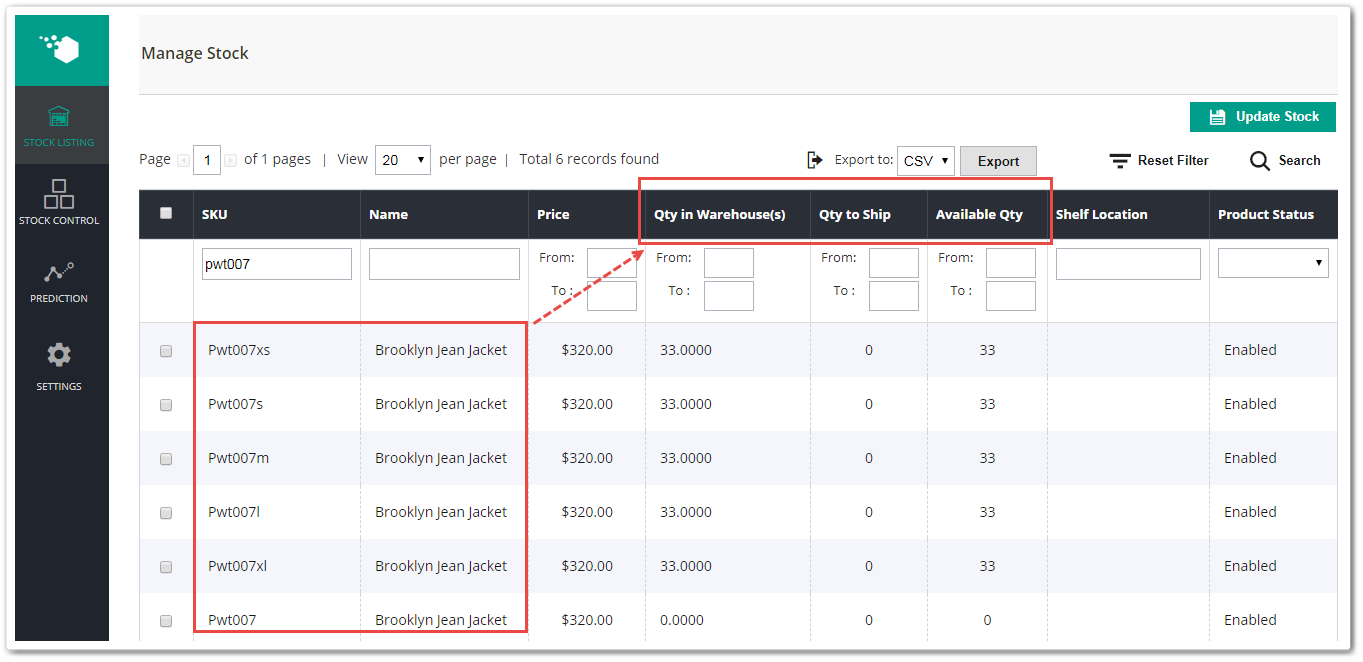 Manage Stock
STOCK LISTING
STOCK CONTROL
PREDICTION
SETTINGS
Update Stock
Page 1 of 1 pages | View 20 per page | Total 6 records found Export to: CSV Export Reset Filter Search
SKU Name Price Qty in Warehouse(s) Qty to Ship Available Qty Shelf Location Product Status
pwt007 From: From: From: From:
To : To : To : To :
Pwt007xs Brooklyn Jean Jacket $320.00 33.0000 0 33 Enabled
Pwt007s Brooklyn Jean Jacket $320.00 33.0000 0 33 Enabled
Pwt007m Brooklyn Jean Jacket $320.00 33.0000 0 33 Enabled
Pwt007l Brooklyn Jean Jacket $320.00 33.0000 0 33 Enabled
Pwt007xl Brooklyn Jean Jacket $320.00 33.0000 0 33 Enabled
Pwt007 Brooklyn Jean Jacket $320.00 0.0000 0 0 Enabled